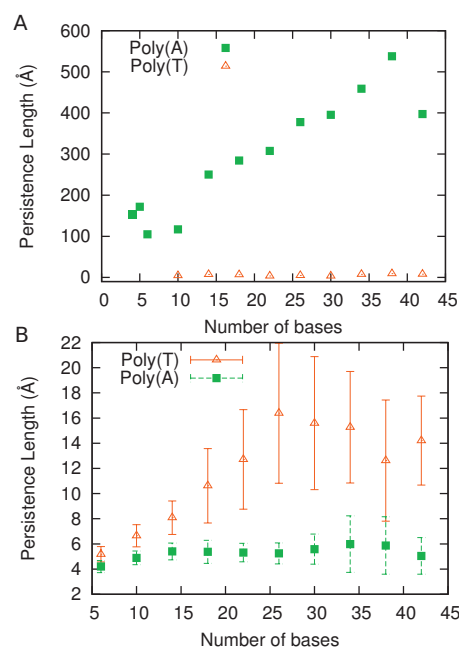 A
600
500
400
300
200
100
0
Persistence Length (Å)
Poly(A)
Poly(T)
0 5 10 15 20 25 30 35 40 45
Number of bases
B
22
20
18
16
14
12
10
8
6
4
2
Persistence Length (Å)
Poly(T)
Poly(A)
5 10 15 20 25 30 35 40 45
Number of bases